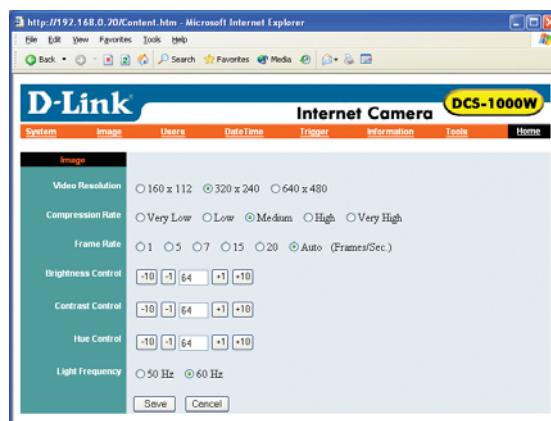 http://192.168.0.20/Content.htm - Microsoft Internet Explorer
File Edit View Favorites Tools Help
Back Search Favorites Media
D-Link
Internet Camera DCS-1000W
System Image Users DateTime Trigger Information Tools Home
Image
Video Resolution 160 x 112 320 x 240 640 x 480
Compression Rate Very Low Low Medium High Very High
Frame Rate 1 5 7 15 20 Auto (Frames/Sec.)
Brightness Control -10 -1 64 +1 +10
Contrast Control -10 -1 64 +1 +10
Hue Control -10 -1 64 +1 +10
Light Frequency 50 Hz 60 Hz
Save Cancel